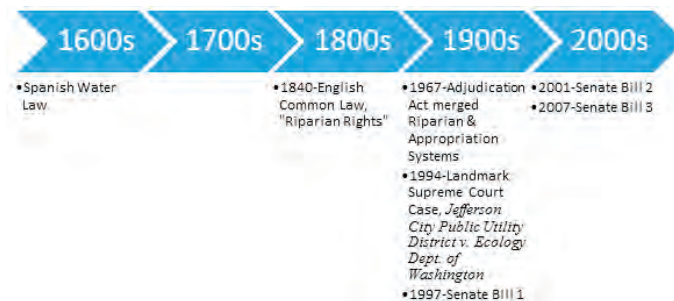 1600s
1700s
1800s
1900s
2000s
•Spanish Water
Law
•1840-English
Common Law,
"Riparian Rights"
•1967-Adjudication
Act merged
Riparian &
Appropriation
Systems
•1994-Landmark
Supreme Court
Case, Jefferson
City Public Utility
District v. Ecology
Dept. of
Washington
•1997-Senate Bill 1
•2001-Senate Bill 2
•2007-Senate Bill 3